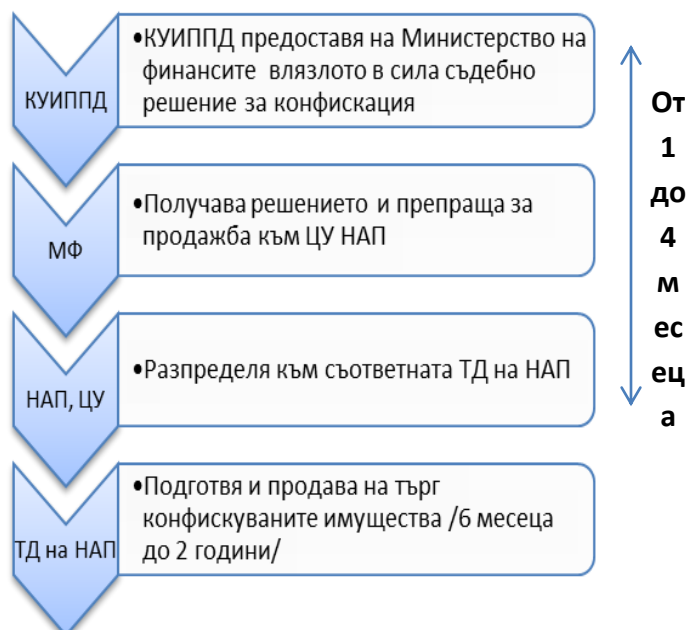 КУИППД
•КУИППД предоставя на Министерство на
финансите влязлото в сила съдебно
решение за конфискация
МФ
•Получава решението и препраща за
продажба към ЦУ НАП
НАП, ЦУ
•Разпределя към съответната ТД на НАП
ТД на НАП
•Подготвя и продава на търг
конфискуваните имущества /6 месеца
до 2 години/
От
1
до
4
м
ес
ец
а